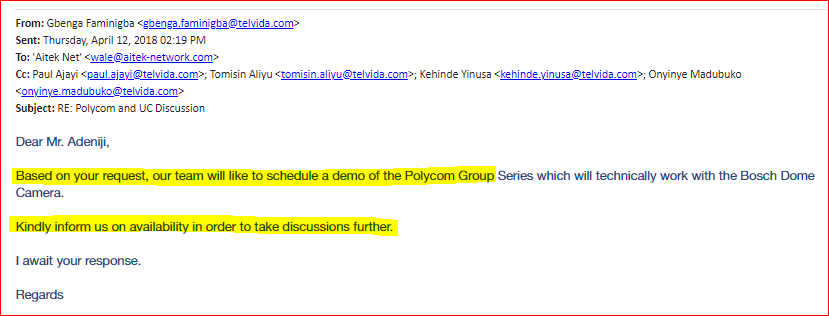 From: Gbenga Faminigba <gbenga.faminigba@telvida.com>
Sent: Thursday, April 12, 2018 02:19 PM
To: 'Aitek Net' <wale@aitek-network.com>
Cc: Paul Ajayi <paul.ajayi@telvida.com>; Tomisin Aliyu <tomisin.aliyu@telvida.com>; Kehinde Yinusa <kehinde.yinusa@telvida.com>; Onyinye Madubuko
<onyinye.madubuko@telvida.com>
Subject: RE: Polycom and UC Discussion
Dear Mr. Adeniji,
Based on your request, our team will like to schedule a demo of the Polycom Group Series which will technically work with the Bosch Dome
Camera.
Kindly inform us on availability in order to take discussions further.
I await your response.
Regards